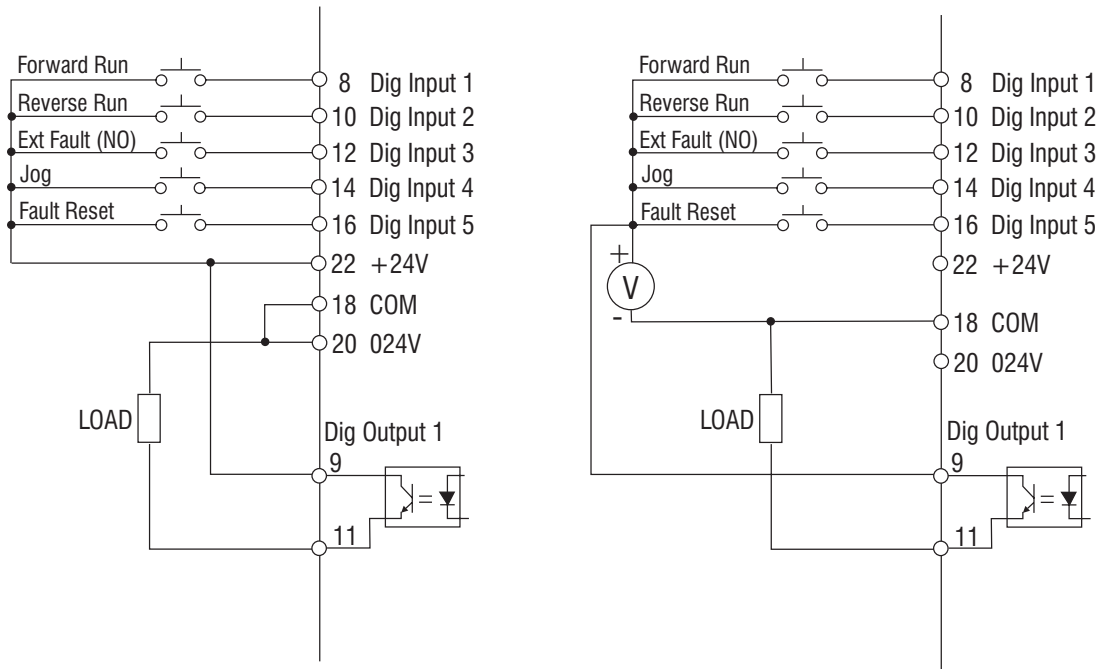 Forward Run
8 Dig Input 1
Reverse Run
10 Dig Input 2
Ext Fault (NO)
12 Dig Input 3
Jog
14 Dig Input 4
Fault Reset
16 Dig Input 5
22 +24V
18 COM
20 024V
LOAD
Dig Output 1
9
=
11
Forward Run
8 Dig Input 1
Reverse Run
10 Dig Input 2
Ext Fault (NO)
12 Dig Input 3
Jog
14 Dig Input 4
Fault Reset
16 Dig Input 5
+
22 +24V
V
-
18 COM
20 024V
LOAD
Dig Output 1
9
=
11